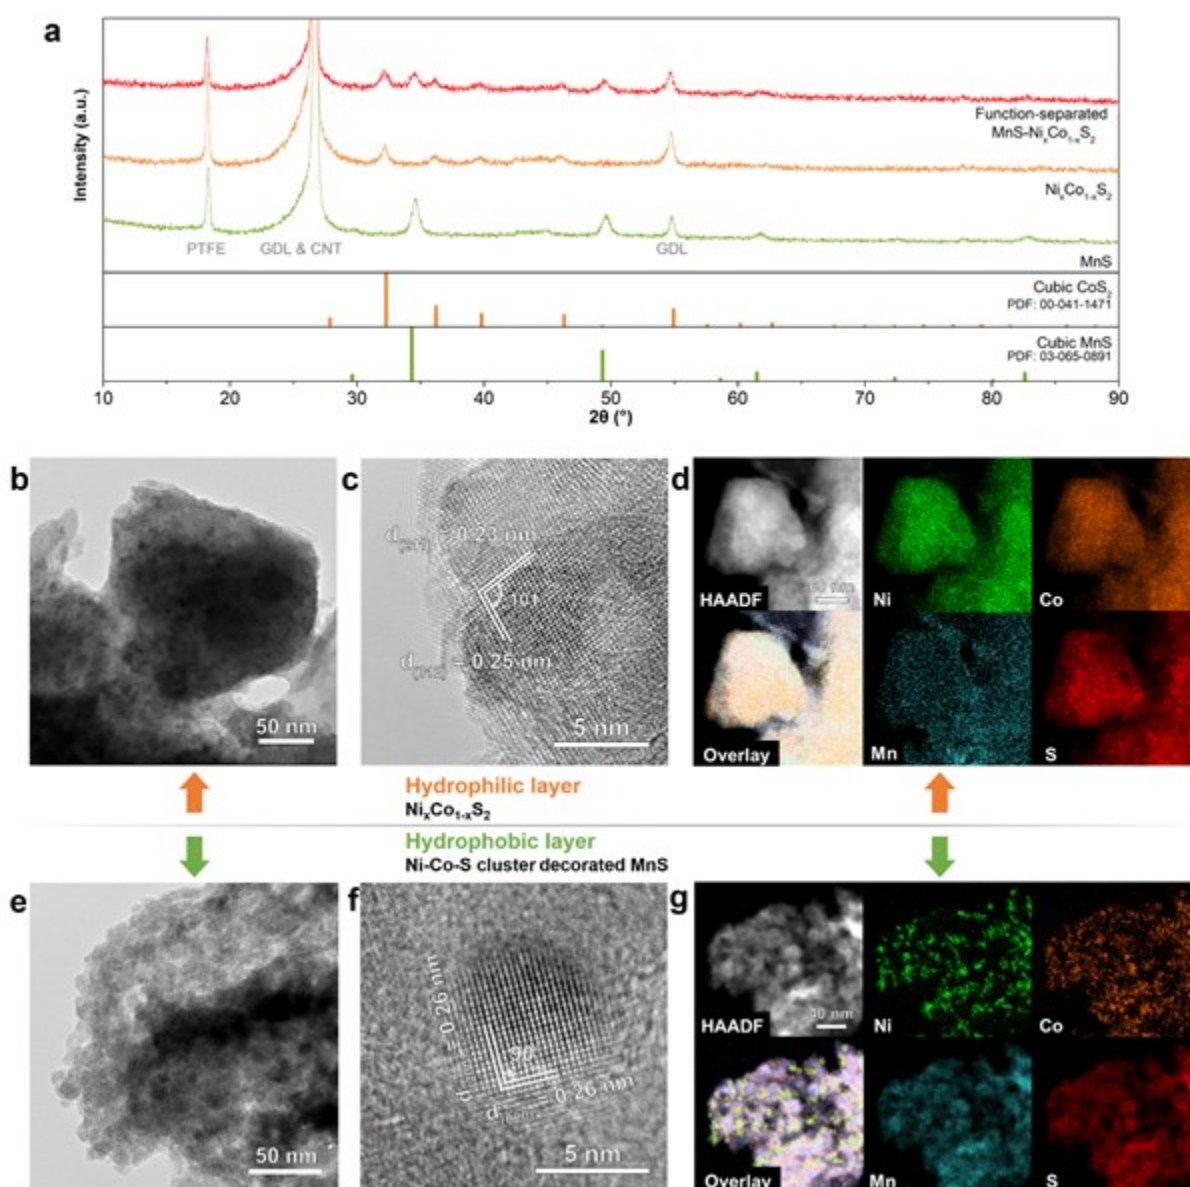 a
Intensity (a.u.)
Function-separated
MnS-NiₓCo₁₋ₓS₂
NiₓCo₁₋ₓS₂
PTFE
GDL & CNT
GDL
MnS
Cubic CoS₂
PDF: 00-041-1471
Cubic MnS
PDF: 03-065-0891
10 20 30 40 50 60 70 80 90
2θ (°)
b
50 nm
c
= 0.23 nm
101
= 0.25 nm
5 nm
d
HAADF
Ni
Co
Overlay
Mn
S
Hydrophilic layer
NiₓCo₁₋ₓS₂
Hydrophobic layer
Ni-Co-S cluster decorated MnS
e
50 nm
f
= 0.26 nm
90
= 0.26 nm
5 nm
g
HAADF
40 nm
Ni
Co
Overlay
Mn
S